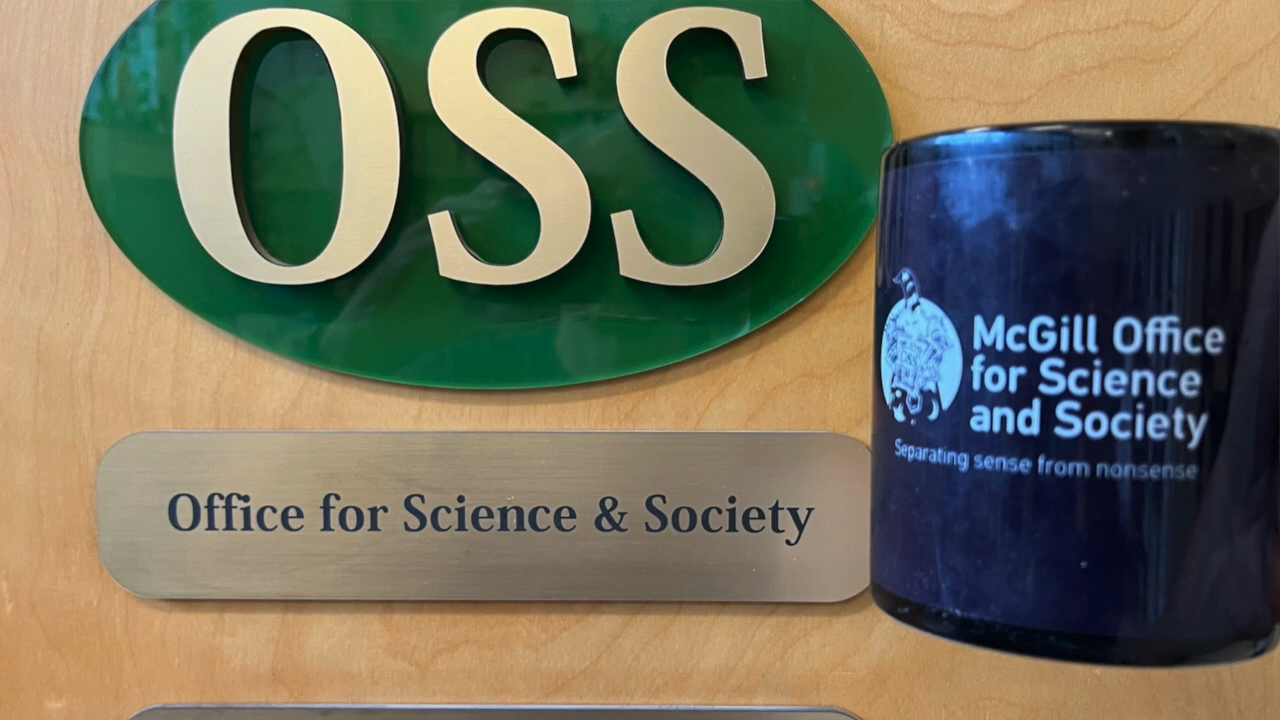 OSS
Office for Science & Society
McGill Office
for Science
and Society
Separating sense from nonsense